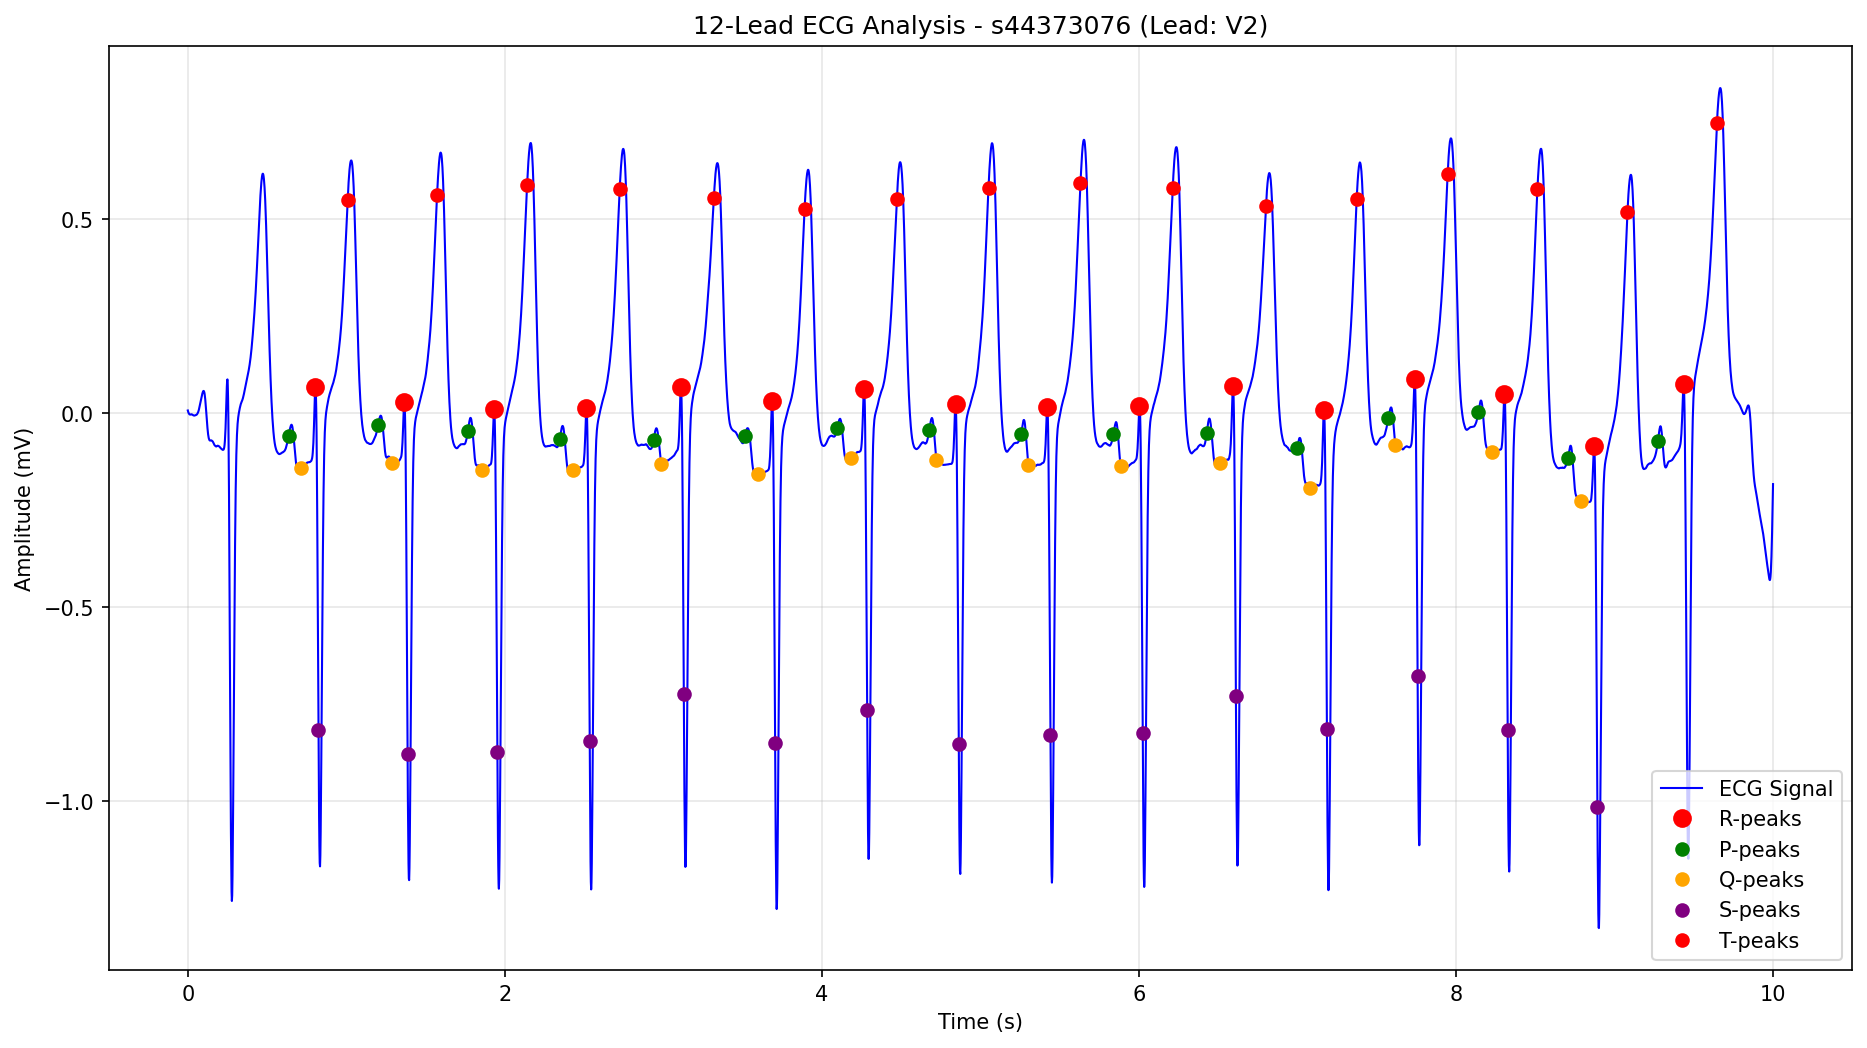 12-Lead ECG Analysis - s44373076 (Lead: V2)
Amplitude (mV)
0.5
0.0
−0.5
−1.0
0 2 4 6 8 10
Time (s)
ECG Signal
R-peaks
P-peaks
Q-peaks
S-peaks
T-peaks